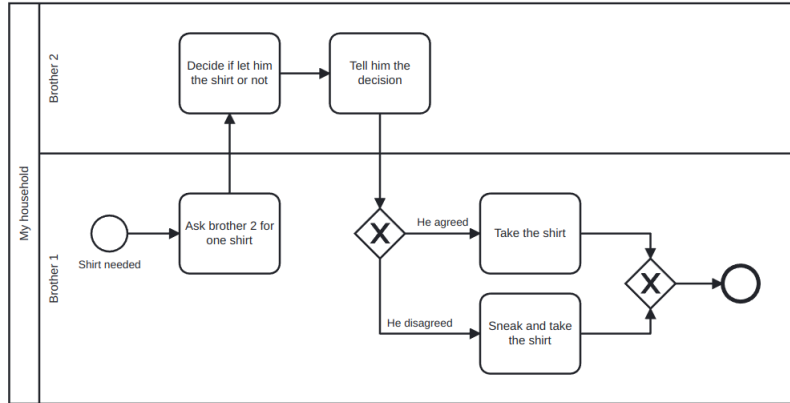 My household
Brother 2
Decide if let him
the shirt or not
Tell him the
decision
Brother 1
Shirt needed
Ask brother 2 for
one shirt
X
He agreed
Take the shirt
He disagreed
Sneak and take
the shirt
X